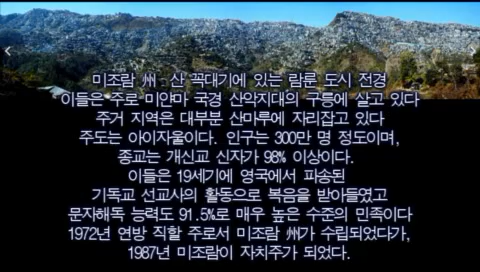 미조람 州 - 산 꼭대기에 있는 람룬 도시 전경
이들은 주로 미얀마 국경 산악지대의 구릉에 살고 있다
주거 지역은 대부분 산마루에 자리잡고 있다
주도는 아이자울이다. 인구는 300만 명 정도이며,
종교는 개신교 신자가 98% 이상이다.
이들은 19세기에 영국에서 파송된
기독교 선교사의 활동으로 복음을 받아들였고
문자해독 능력도 91.5%로 매우 높은 수준의 민족이다
1972년 연방 직할 주로서 미조람 州가 수립되었다가,
1987년 미조람이 자치주가 되었다.